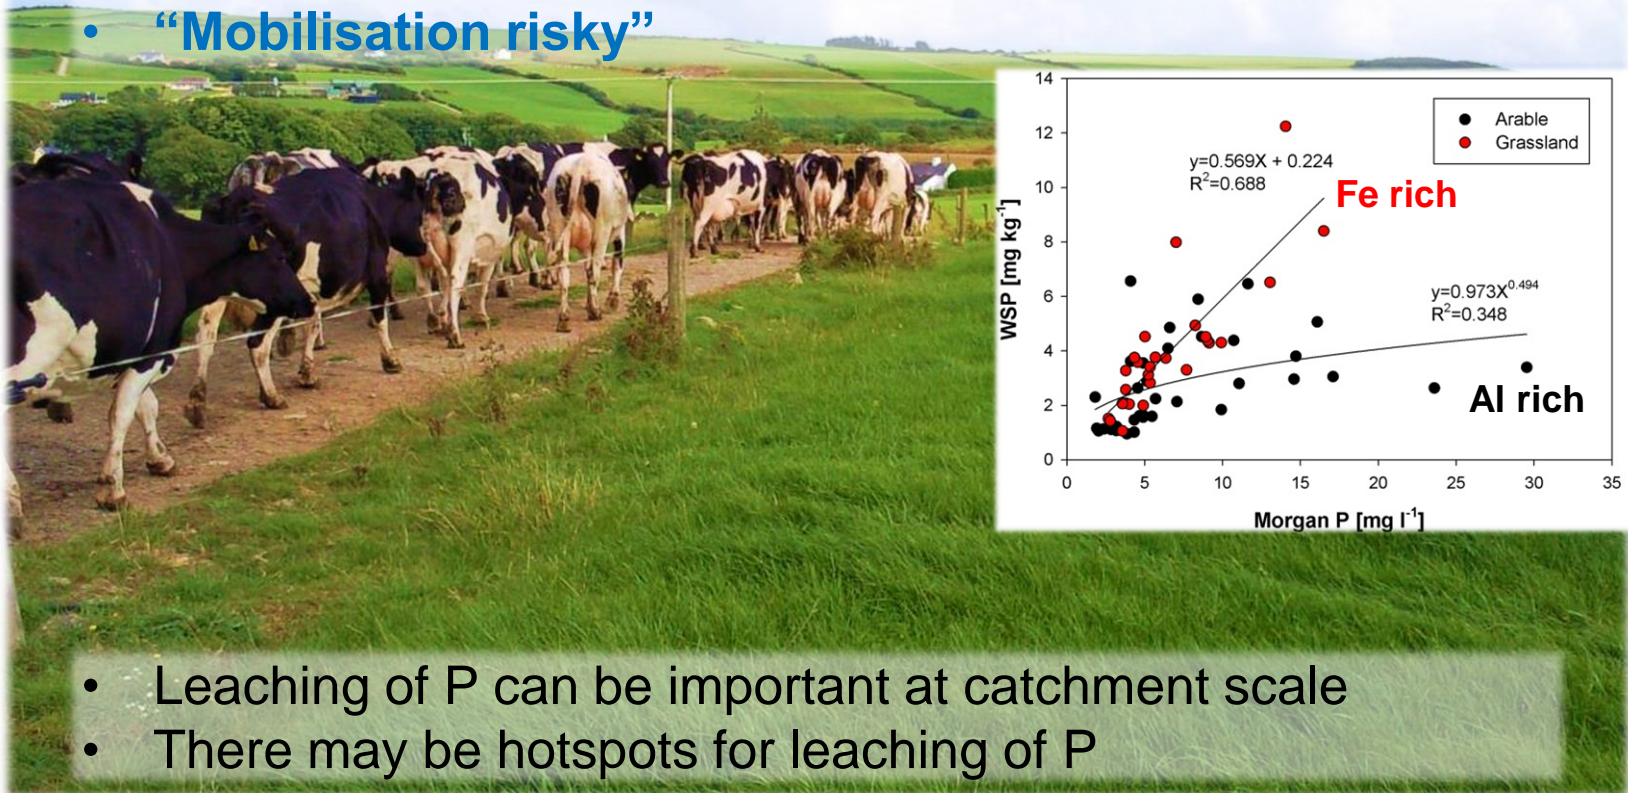 • “Mobilisation risky”
14
12
10
8
6
4
2
0
WSP [mg kg⁻¹]
Arable
Grassland
y=0.569X + 0.224
R²=0.688
Fe rich
y=0.973X⁰·⁴⁹⁴
R²=0.348
Al rich
0 5 10 15 20 25 30 35
Morgan P [mg l⁻¹]
• Leaching of P can be important at catchment scale
• There may be hotspots for leaching of P